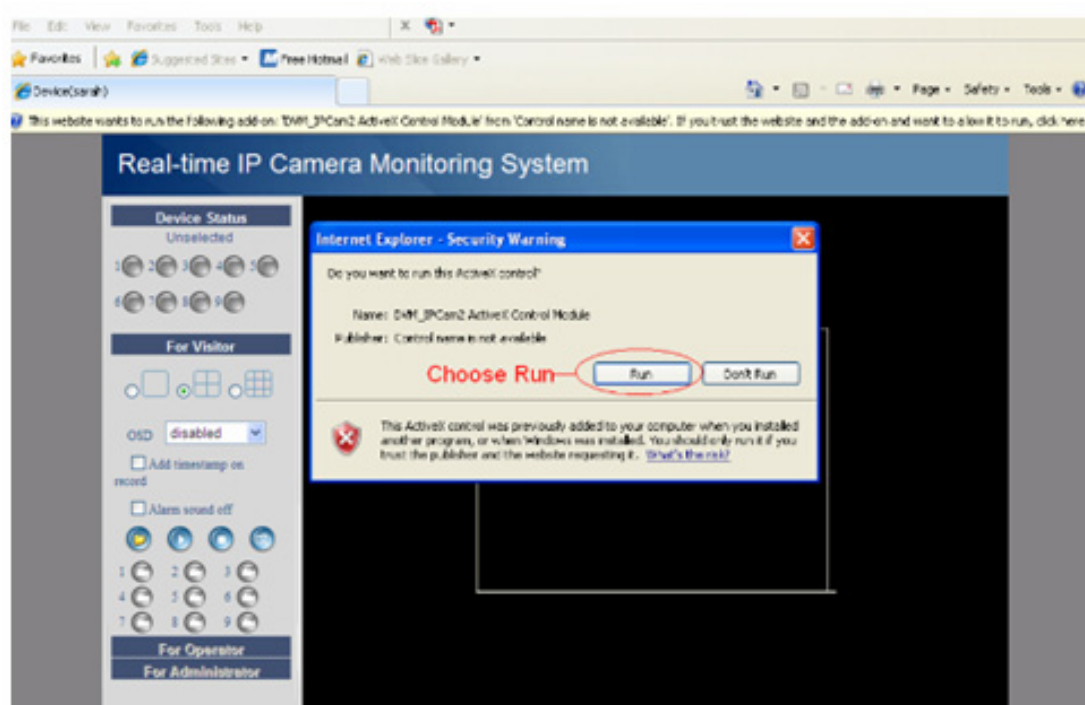 File Edit View Favorites Tools Help
Favorites Suggested Sites Free Hotmail Web Slice Gallery
Device(sarah) Page Safety Tools
This website wants to run the following add-on: 'DVM_IPCam2 ActiveX Control Module' from 'Control name is not available'. If you trust the website and the add-on and want to allow it to run, click here
Real-time IP Camera Monitoring System
Device Status
Unselected
1 2 3 4 5
6 7 8 9
For Visitor
OSD disabled
Add timestamp on
record
Alarm sound off
1 2 3
4 5 6
7 8 9
For Operator
For Administrator
Internet Explorer - Security Warning
Do you want to run this ActiveX control?
Name: DVM_IPCam2 ActiveX Control Module
Publisher: Control name is not available
Choose Run Run Don't Run
This ActiveX control was previously added to your computer when you installed
another program, or when Windows was installed. You should only run it if you
trust the publisher and the website requesting it. What's the risk?